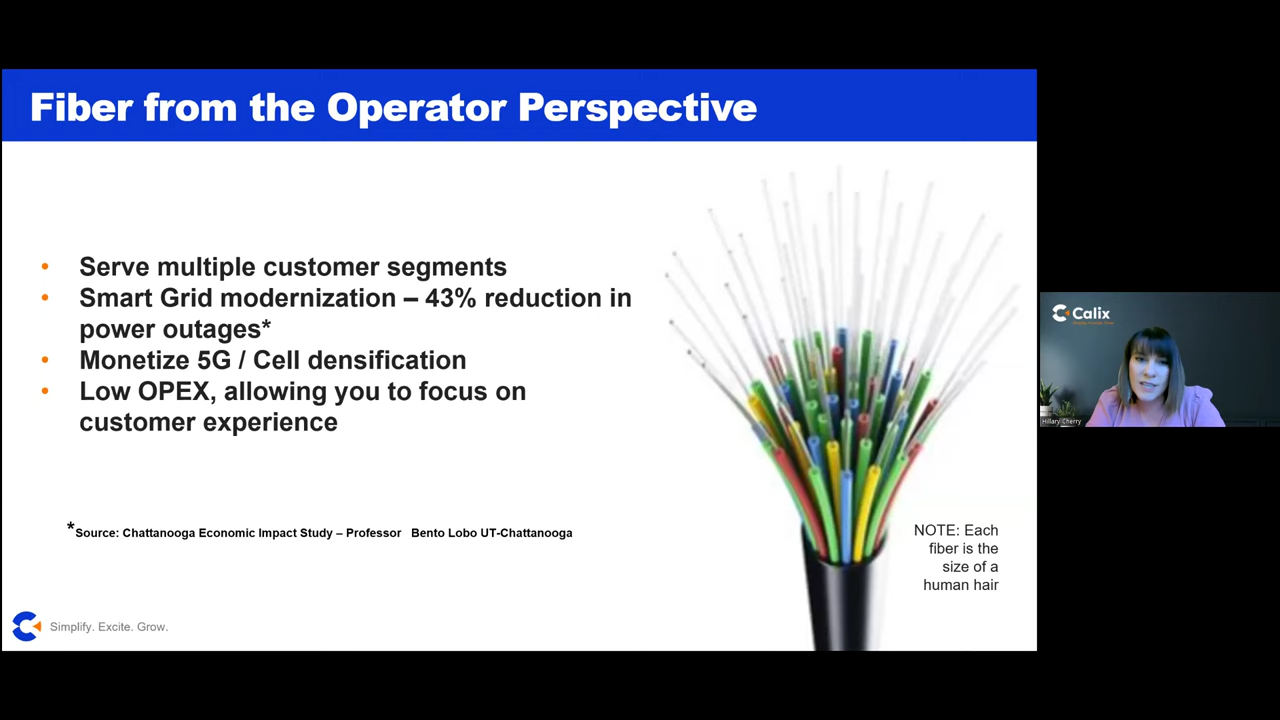 Fiber from the Operator Perspective
• Serve multiple customer segments
• Smart Grid modernization – 43% reduction in
power outages*
• Monetize 5G / Cell densification
• Low OPEX, allowing you to focus on
customer experience
*Source: Chattanooga Economic Impact Study – Professor Bento Lobo UT-Chattanooga
NOTE: Each
fiber is the
size of a
human hair
Simplify. Excite. Grow.
Calix
Hillary Cherry